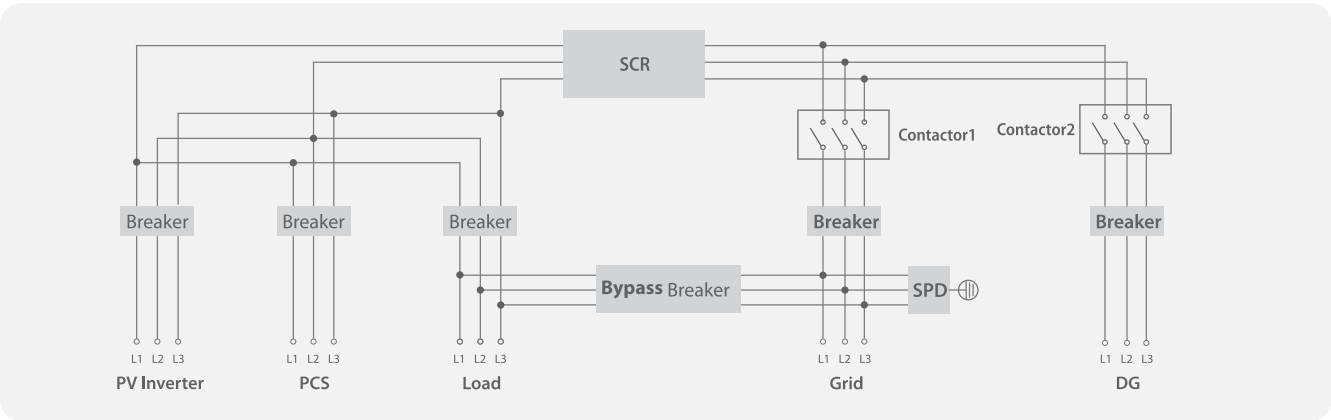 SCR
Contactor1
Contactor2
Breaker
Breaker
Breaker
Breaker
Breaker
Bypass Breaker
SPD
L1 L2 L3
L1 L2 L3
L1 L2 L3
L1 L2 L3
L1 L2 L3
PV Inverter
PCS
Load
Grid
DG